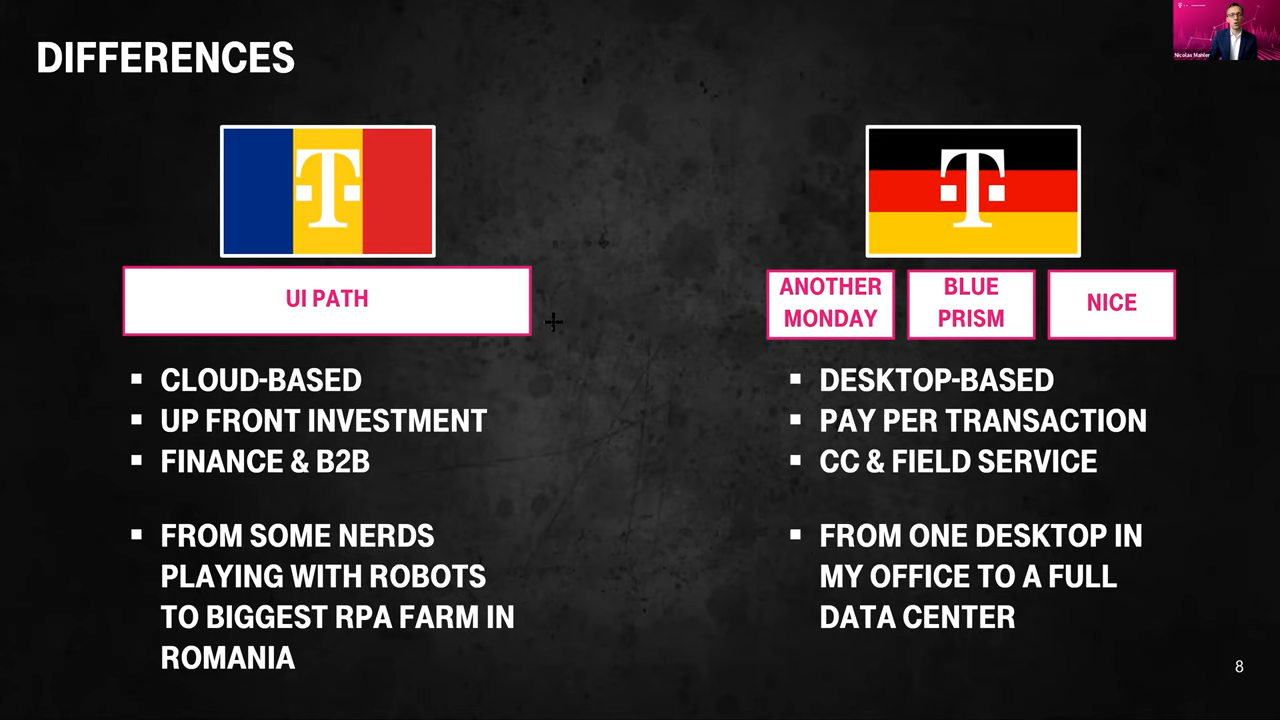 DIFFERENCES
Nicolas Mahler
T
T
UI PATH
ANOTHER
MONDAY
BLUE
PRISM
NICE
▪ CLOUD-BASED
▪ UP FRONT INVESTMENT
▪ FINANCE & B2B
▪ FROM SOME NERDS
PLAYING WITH ROBOTS
TO BIGGEST RPA FARM IN
ROMANIA
▪ DESKTOP-BASED
▪ PAY PER TRANSACTION
▪ CC & FIELD SERVICE
▪ FROM ONE DESKTOP IN
MY OFFICE TO A FULL
DATA CENTER
8